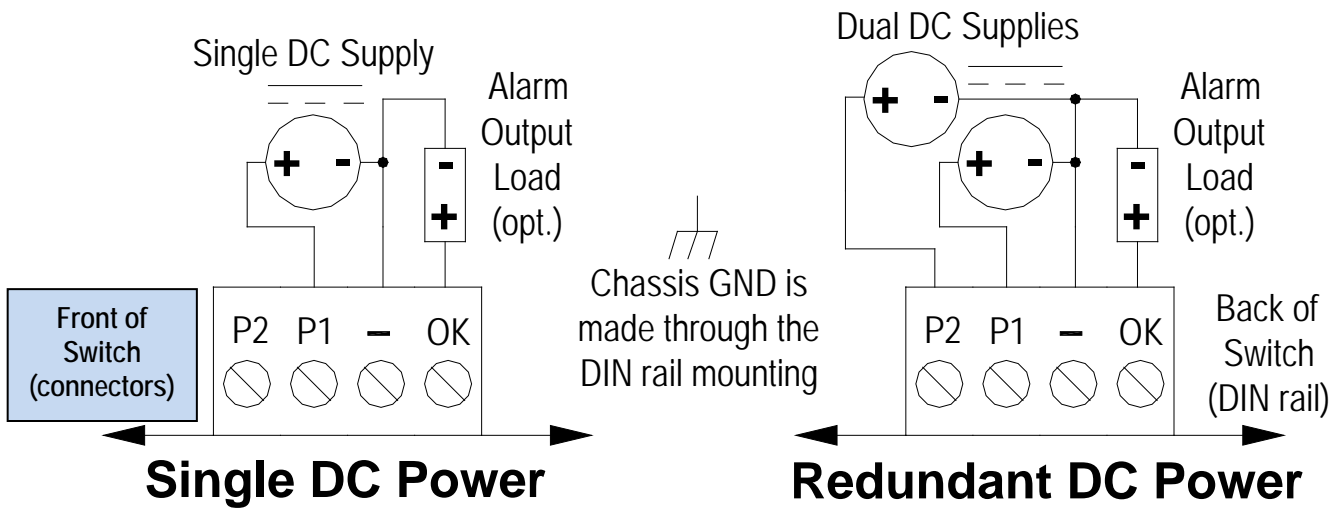 Single DC Supply
+ -
Alarm
Output
Load
(opt.)
-
+
Front of
Switch
(connectors)
P2 P1 – OK
Single DC Power
Chassis GND is
made through the
DIN rail mounting
Dual DC Supplies
+ -
+ -
Alarm
Output
Load
(opt.)
-
+
P2 P1 – OK
Back of
Switch
(DIN rail)
Redundant DC Power